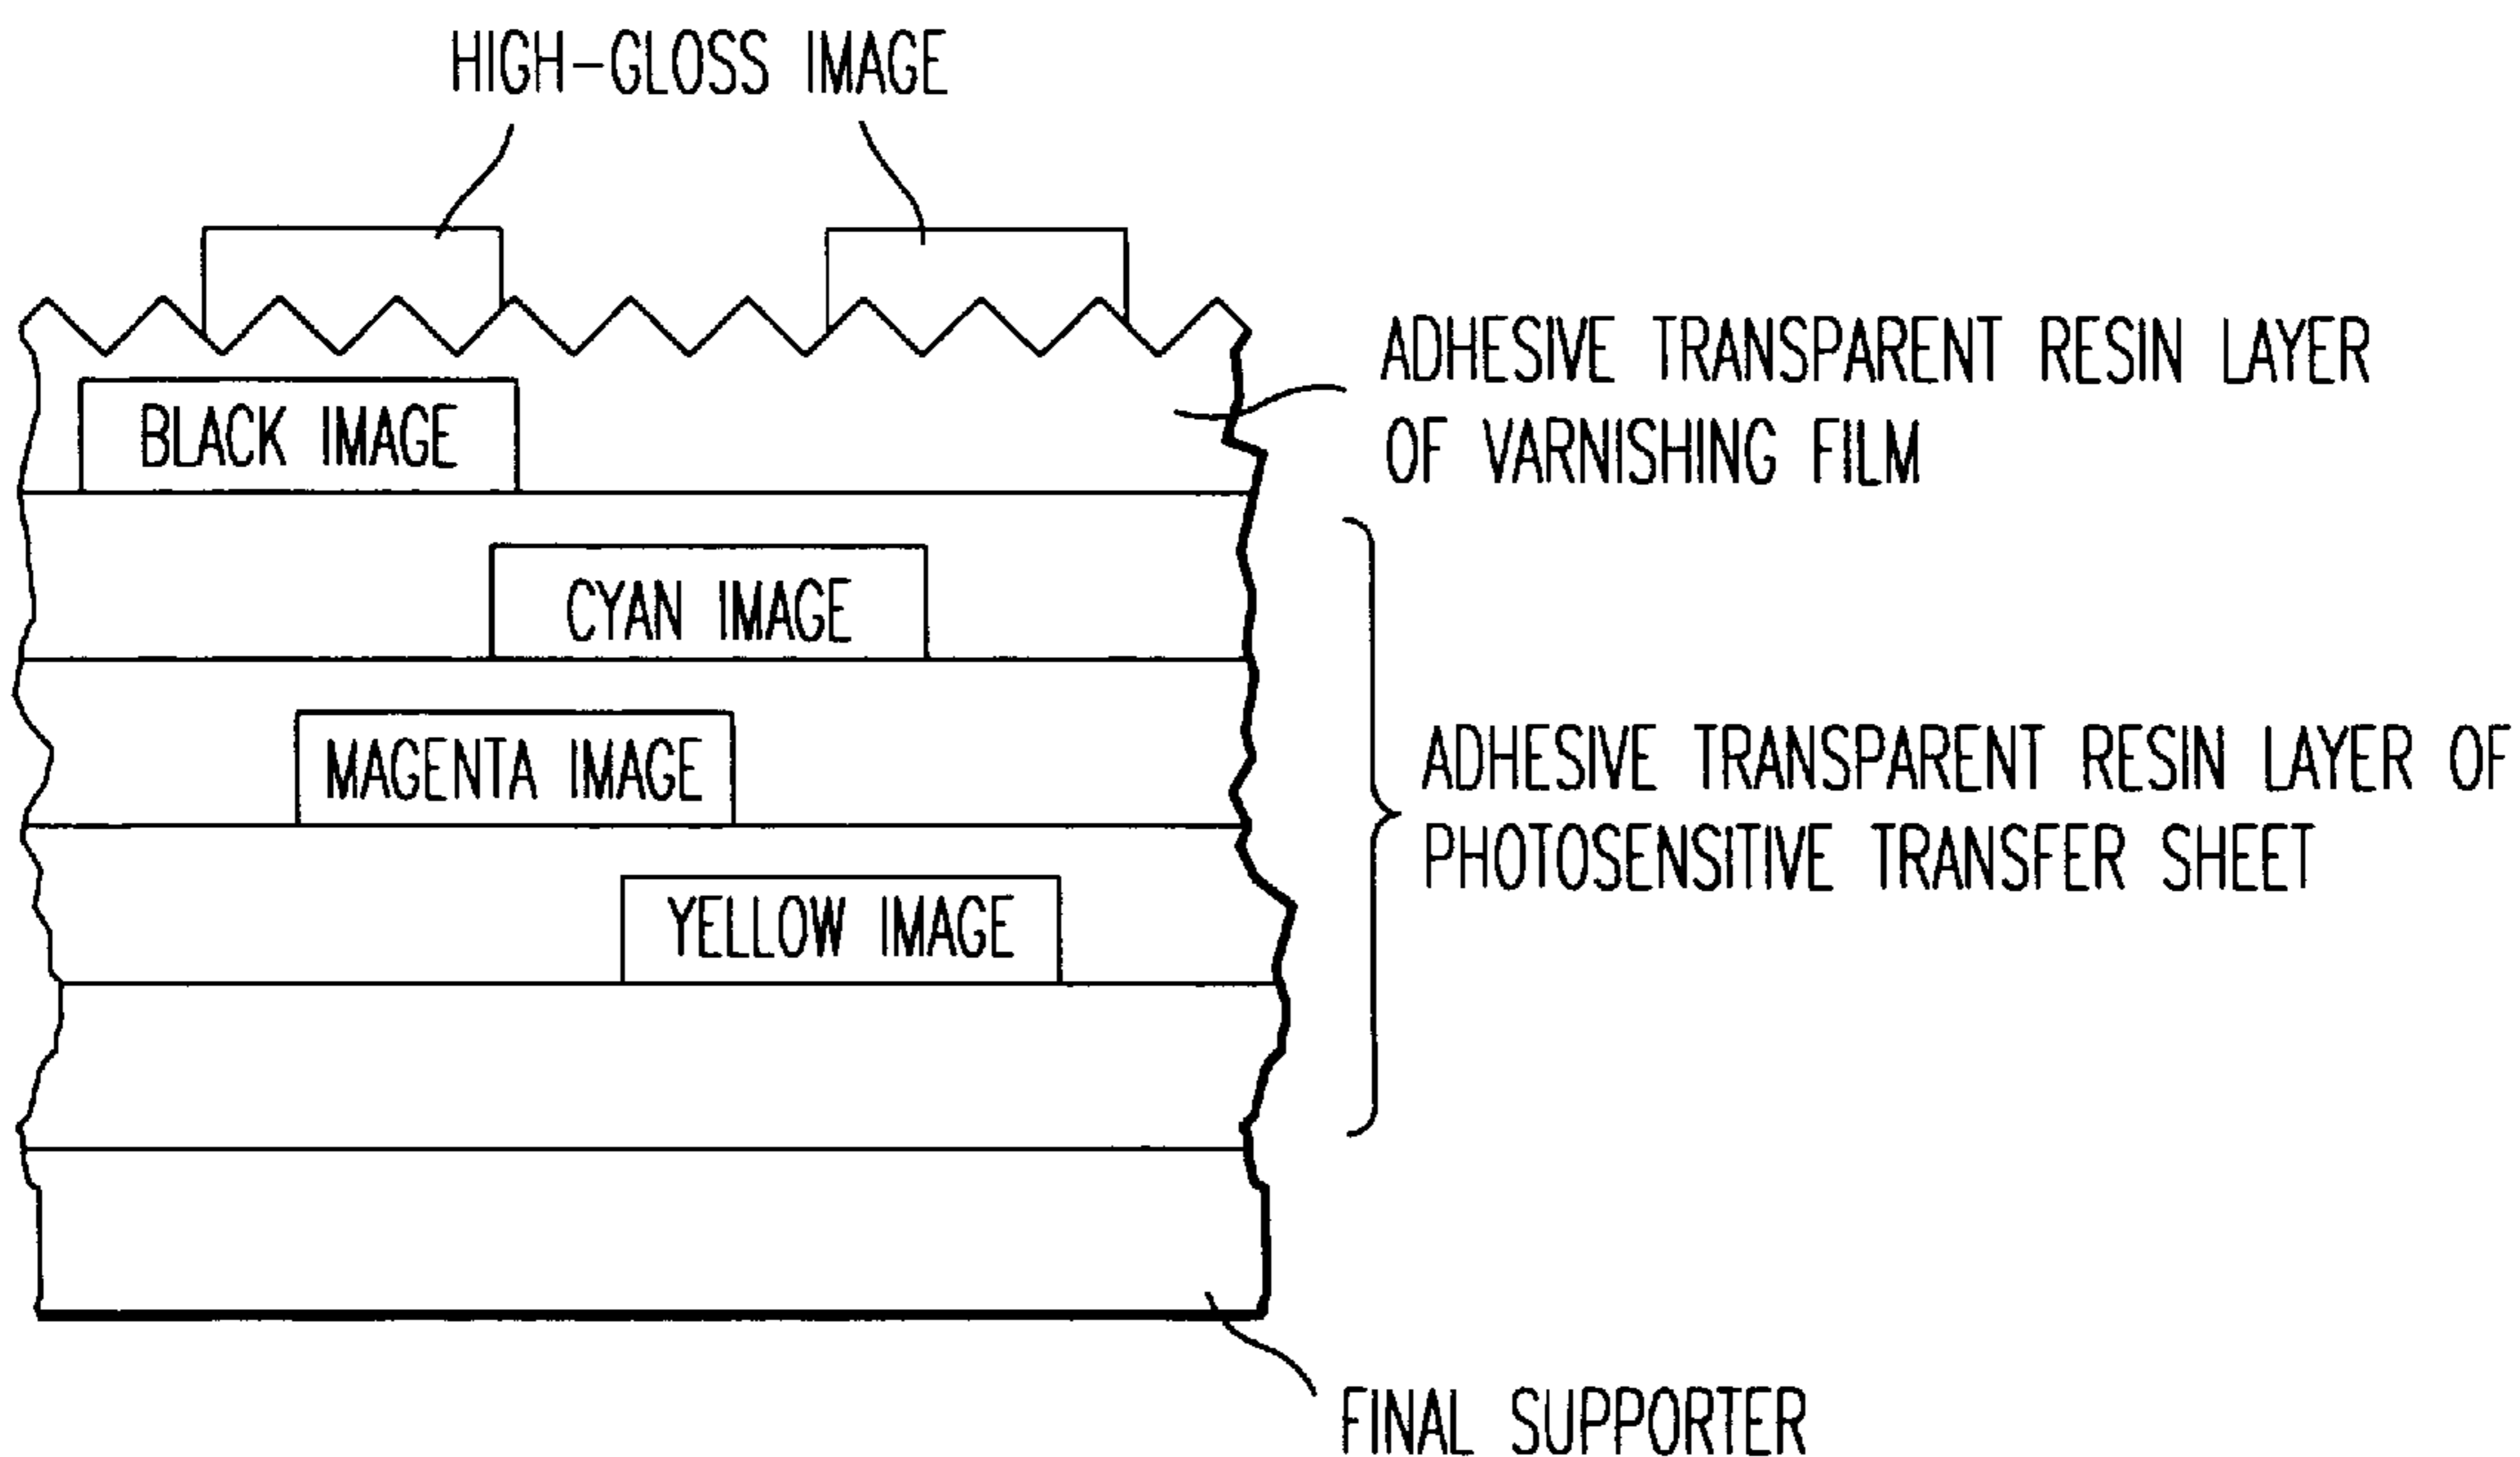 HIGH-GLOSS IMAGE
ADHESIVE TRANSPARENT RESIN LAYER
OF VARNISHING FILM
BLACK IMAGE
CYAN IMAGE
MAGENTA IMAGE
ADHESIVE TRANSPARENT RESIN LAYER OF
PHOTOSENSITIVE TRANSFER SHEET
YELLOW IMAGE
FINAL SUPPORTER